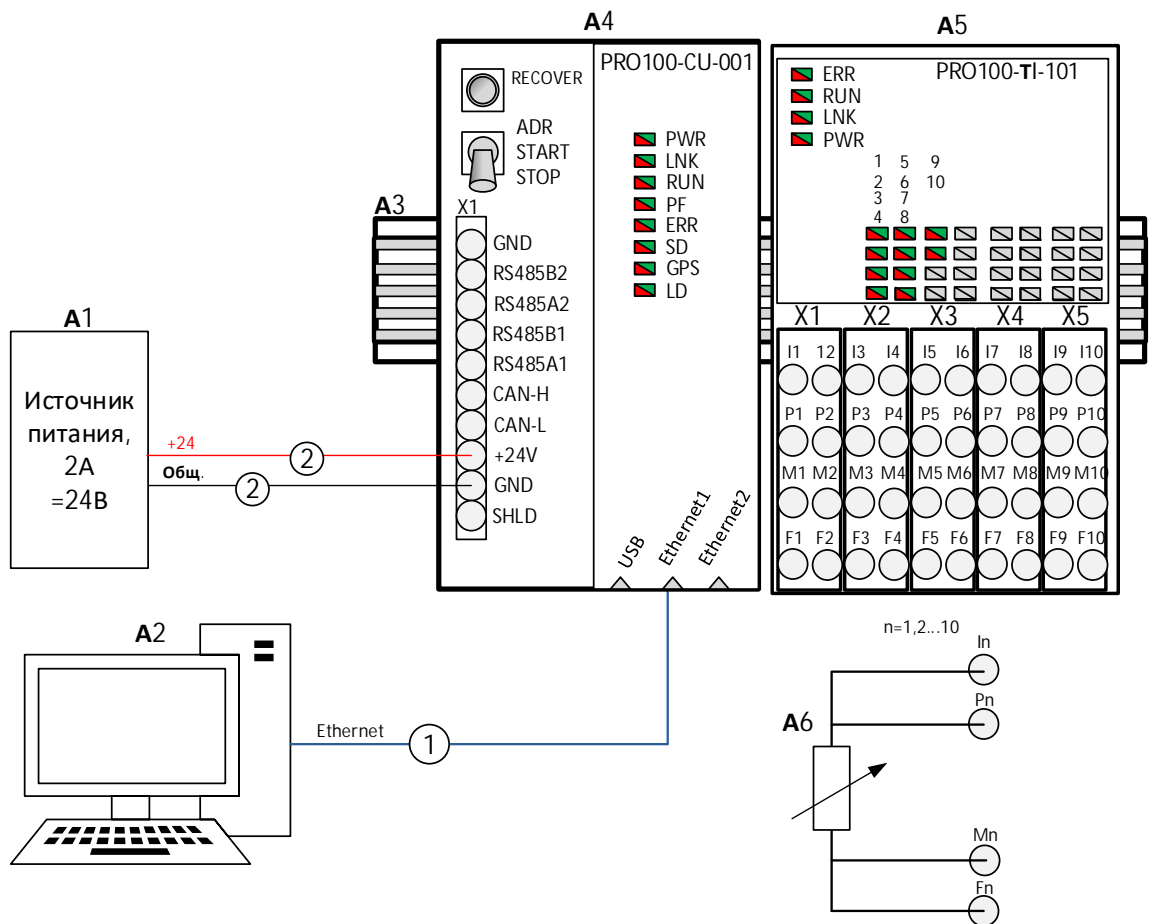 A4
A5
PRO100-CU-001
RECOVER
ADR
START
STOP
PWR
LNK
RUN
PF
ERR
SD
GPS
LD
X1
GND
RS485B2
RS485A2
RS485B1
RS485A1
CAN-H
CAN-L
+24V
GND
SHLD
USB
Ethernet1
Ethernet2
PRO100-TI-101
ERR
RUN
LNK
PWR
1 5 9
2 6 10
3 7
4 8
X1 X2 X3 X4 X5
I1 12 I3 I4 I5 I6 I7 I8 I9 I10
P1 P2 P3 P4 P5 P6 P7 P8 P9 P10
M1 M2 M3 M4 M5 M6 M7 M8 M9 M10
F1 F2 F3 F4 F5 F6 F7 F8 F9 F10
A3
A1
Источник
питания,
2А
=24В
+24
2
Общ.
2
A2
Ethernet
1
n=1,2...10
In
Pn
A6
Mn
Fn